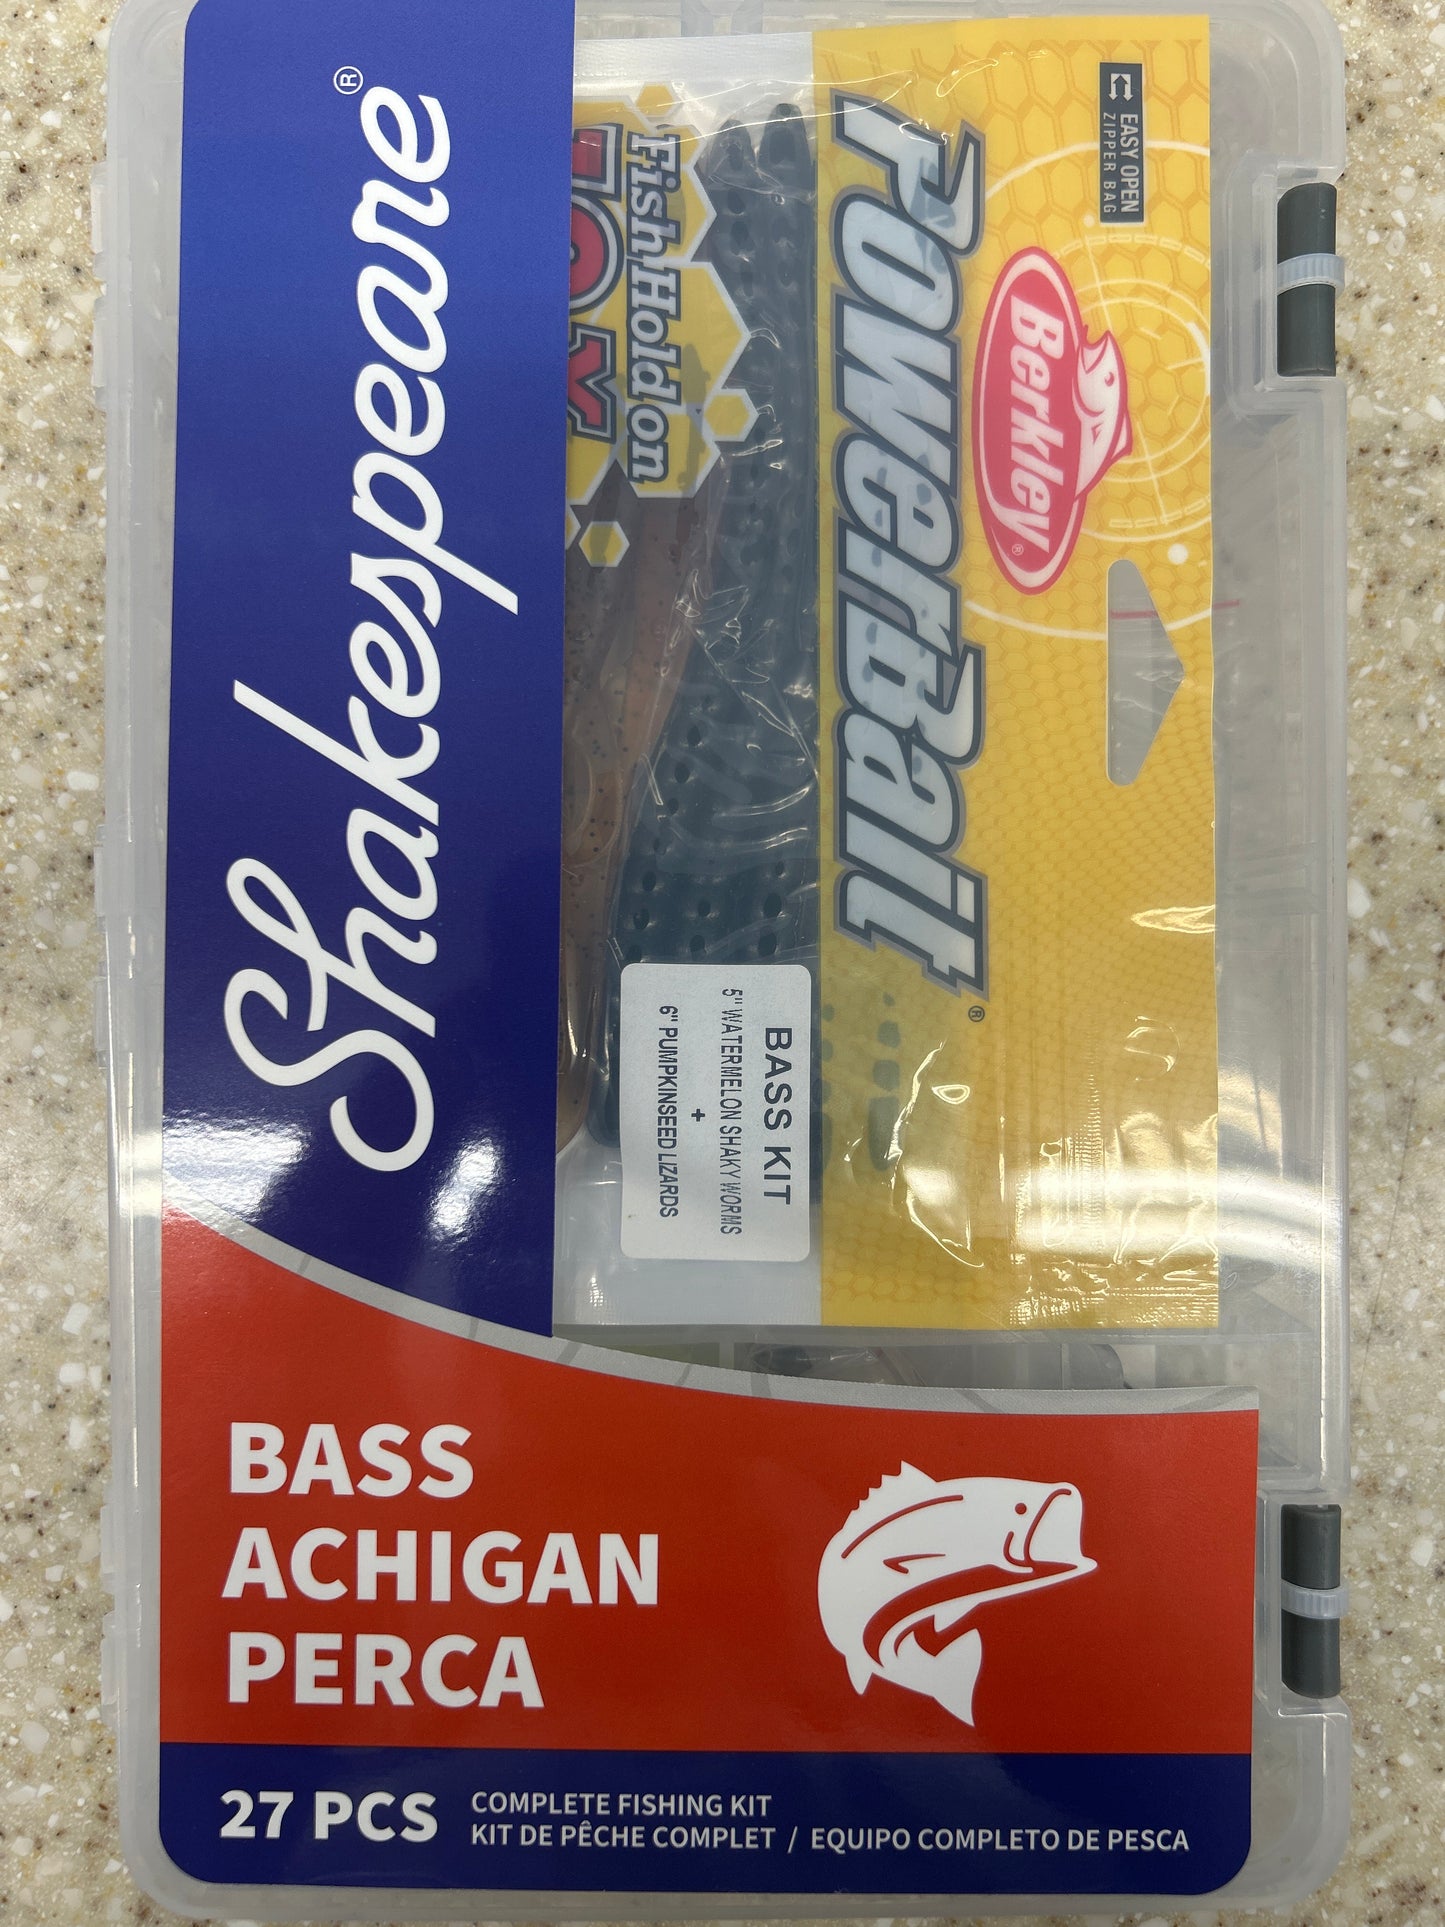 Shakespeare®
EASY OPEN
ZIPPER BAG
Berkley®
PowerBait®
Fish Hold on
BASS KIT
5" WATERMELON SHAKY WORMS
+
6" PUMPKINSEED LIZARDS
BASS
ACHIGAN
PERCA
27 PCS
COMPLETE FISHING KIT
KIT DE PÊCHE COMPLET / EQUIPO COMPLETO DE PESCA